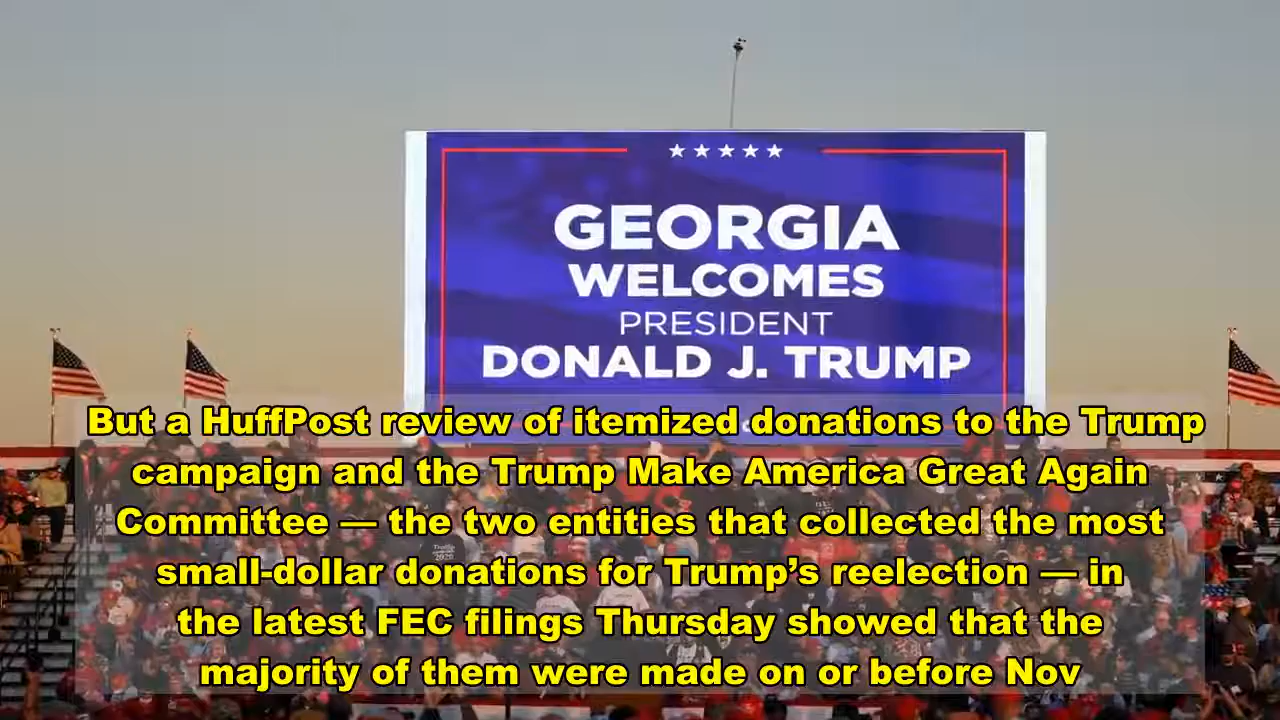 GEORGIA
WELCOMES
PRESIDENT
DONALD J. TRUMP
But a HuffPost review of itemized donations to the Trump
campaign and the Trump Make America Great Again
Committee — the two entities that collected the most
small-dollar donations for Trump’s reelection — in
the latest FEC filings Thursday showed that the
majority of them were made on or before Nov